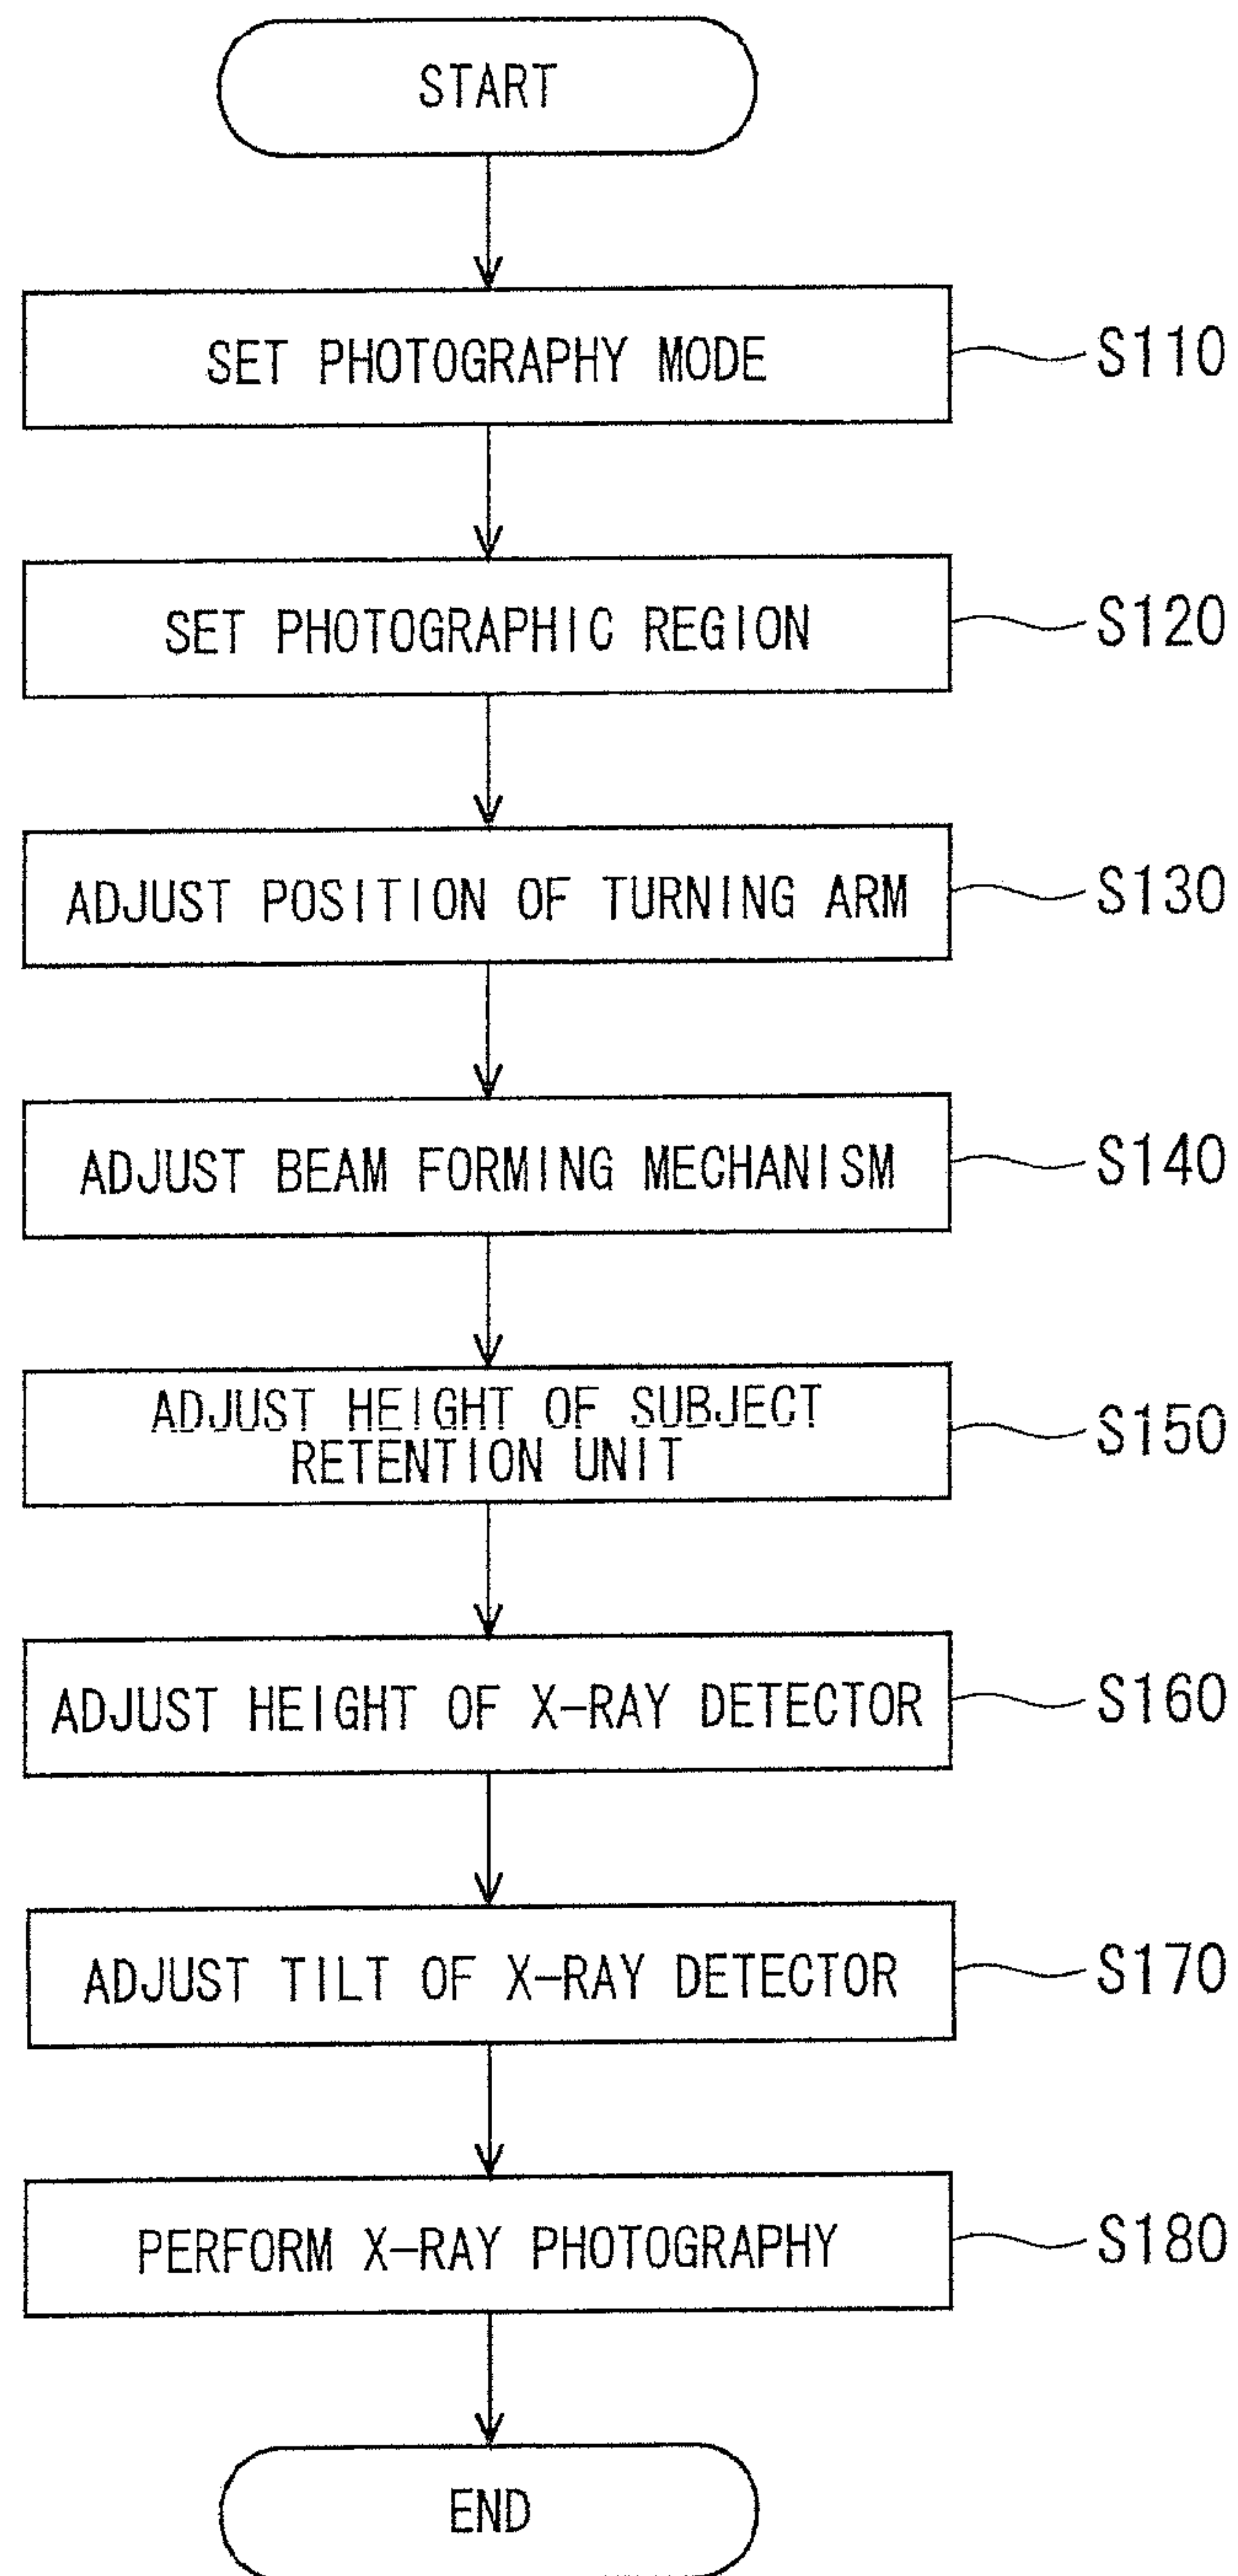 START
SET PHOTOGRAPHY MODE
S110
SET PHOTOGRAPHIC REGION
S120
ADJUST POSITION OF TURNING ARM
S130
ADJUST BEAM FORMING MECHANISM
S140
ADJUST HEIGHT OF SUBJECT
RETENTION UNIT
S150
ADJUST HEIGHT OF X-RAY DETECTOR
S160
ADJUST TILT OF X-RAY DETECTOR
S170
PERFORM X-RAY PHOTOGRAPHY
S180
END